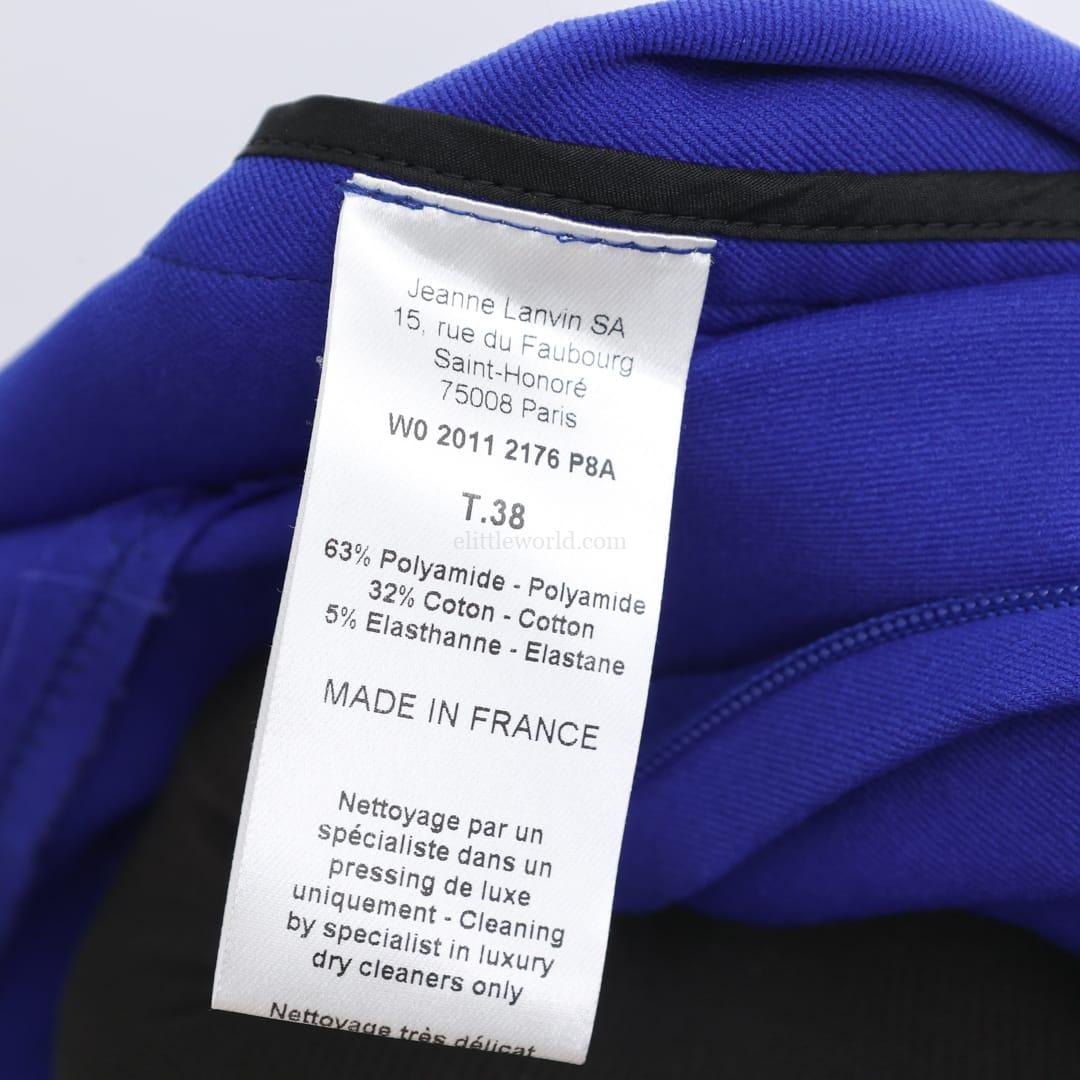 Jeanne Lanvin SA
15, rue du Faubourg
Saint-Honoré
75008 Paris
W0 2011 2176 P8A
T.38
elittleworld.com
63% Polyamide - Polyamide
32% Coton - Cotton
5% Elasthanne - Elastane
MADE IN FRANCE
Nettoyage par un
spécialiste dans un
pressing de luxe
uniquement - Cleaning
by specialist in luxury
dry cleaners only
Nettoyage très délicat